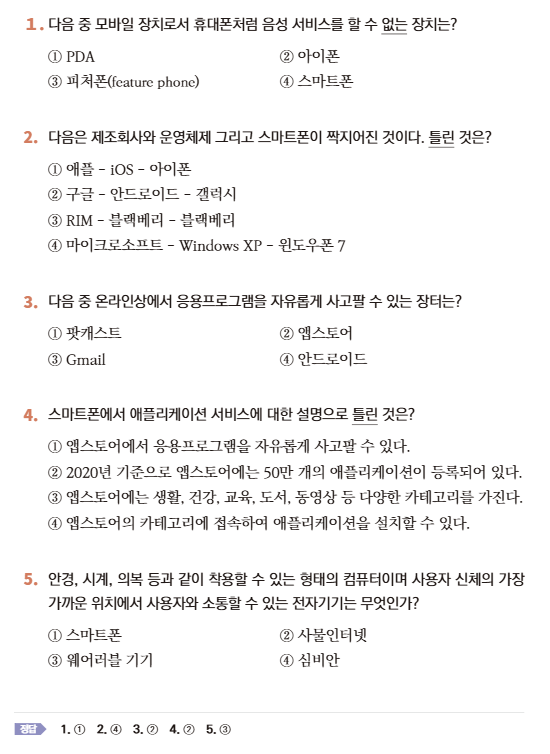 1. 다음 중 모바일 장치로서 휴대폰처럼 음성 서비스를 할 수 없는 장치는?
① PDA ② 아이폰
③ 피처폰(feature phone) ④ 스마트폰
2. 다음은 제조회사와 운영체제 그리고 스마트폰이 짝지어진 것이다. 틀린 것은?
① 애플 - iOS - 아이폰
② 구글 - 안드로이드 - 갤럭시
③ RIM - 블랙베리 - 블랙베리
④ 마이크로소프트 - Windows XP - 윈도우폰 7
3. 다음 중 온라인상에서 응용프로그램을 자유롭게 사고팔 수 있는 장터는?
① 팟캐스트 ② 앱스토어
③ Gmail ④ 안드로이드
4. 스마트폰에서 애플리케이션 서비스에 대한 설명으로 틀린 것은?
① 앱스토어에서 응용프로그램을 자유롭게 사고팔 수 있다.
② 2020년 기준으로 앱스토어에는 50만 개의 애플리케이션이 등록되어 있다.
③ 앱스토어에는 생활, 건강, 교육, 도서, 동영상 등 다양한 카테고리를 가진다.
④ 앱스토어의 카테고리에 접속하여 애플리케이션을 설치할 수 있다.
5. 안경, 시계, 의복 등과 같이 착용할 수 있는 형태의 컴퓨터이며 사용자 신체의 가장
가까운 위치에서 사용자와 소통할 수 있는 전자기기는 무엇인가?
① 스마트폰 ② 사물인터넷
③ 웨어러블 기기 ④ 심비안
정답 1. ① 2. ④ 3. ② 4. ② 5. ③